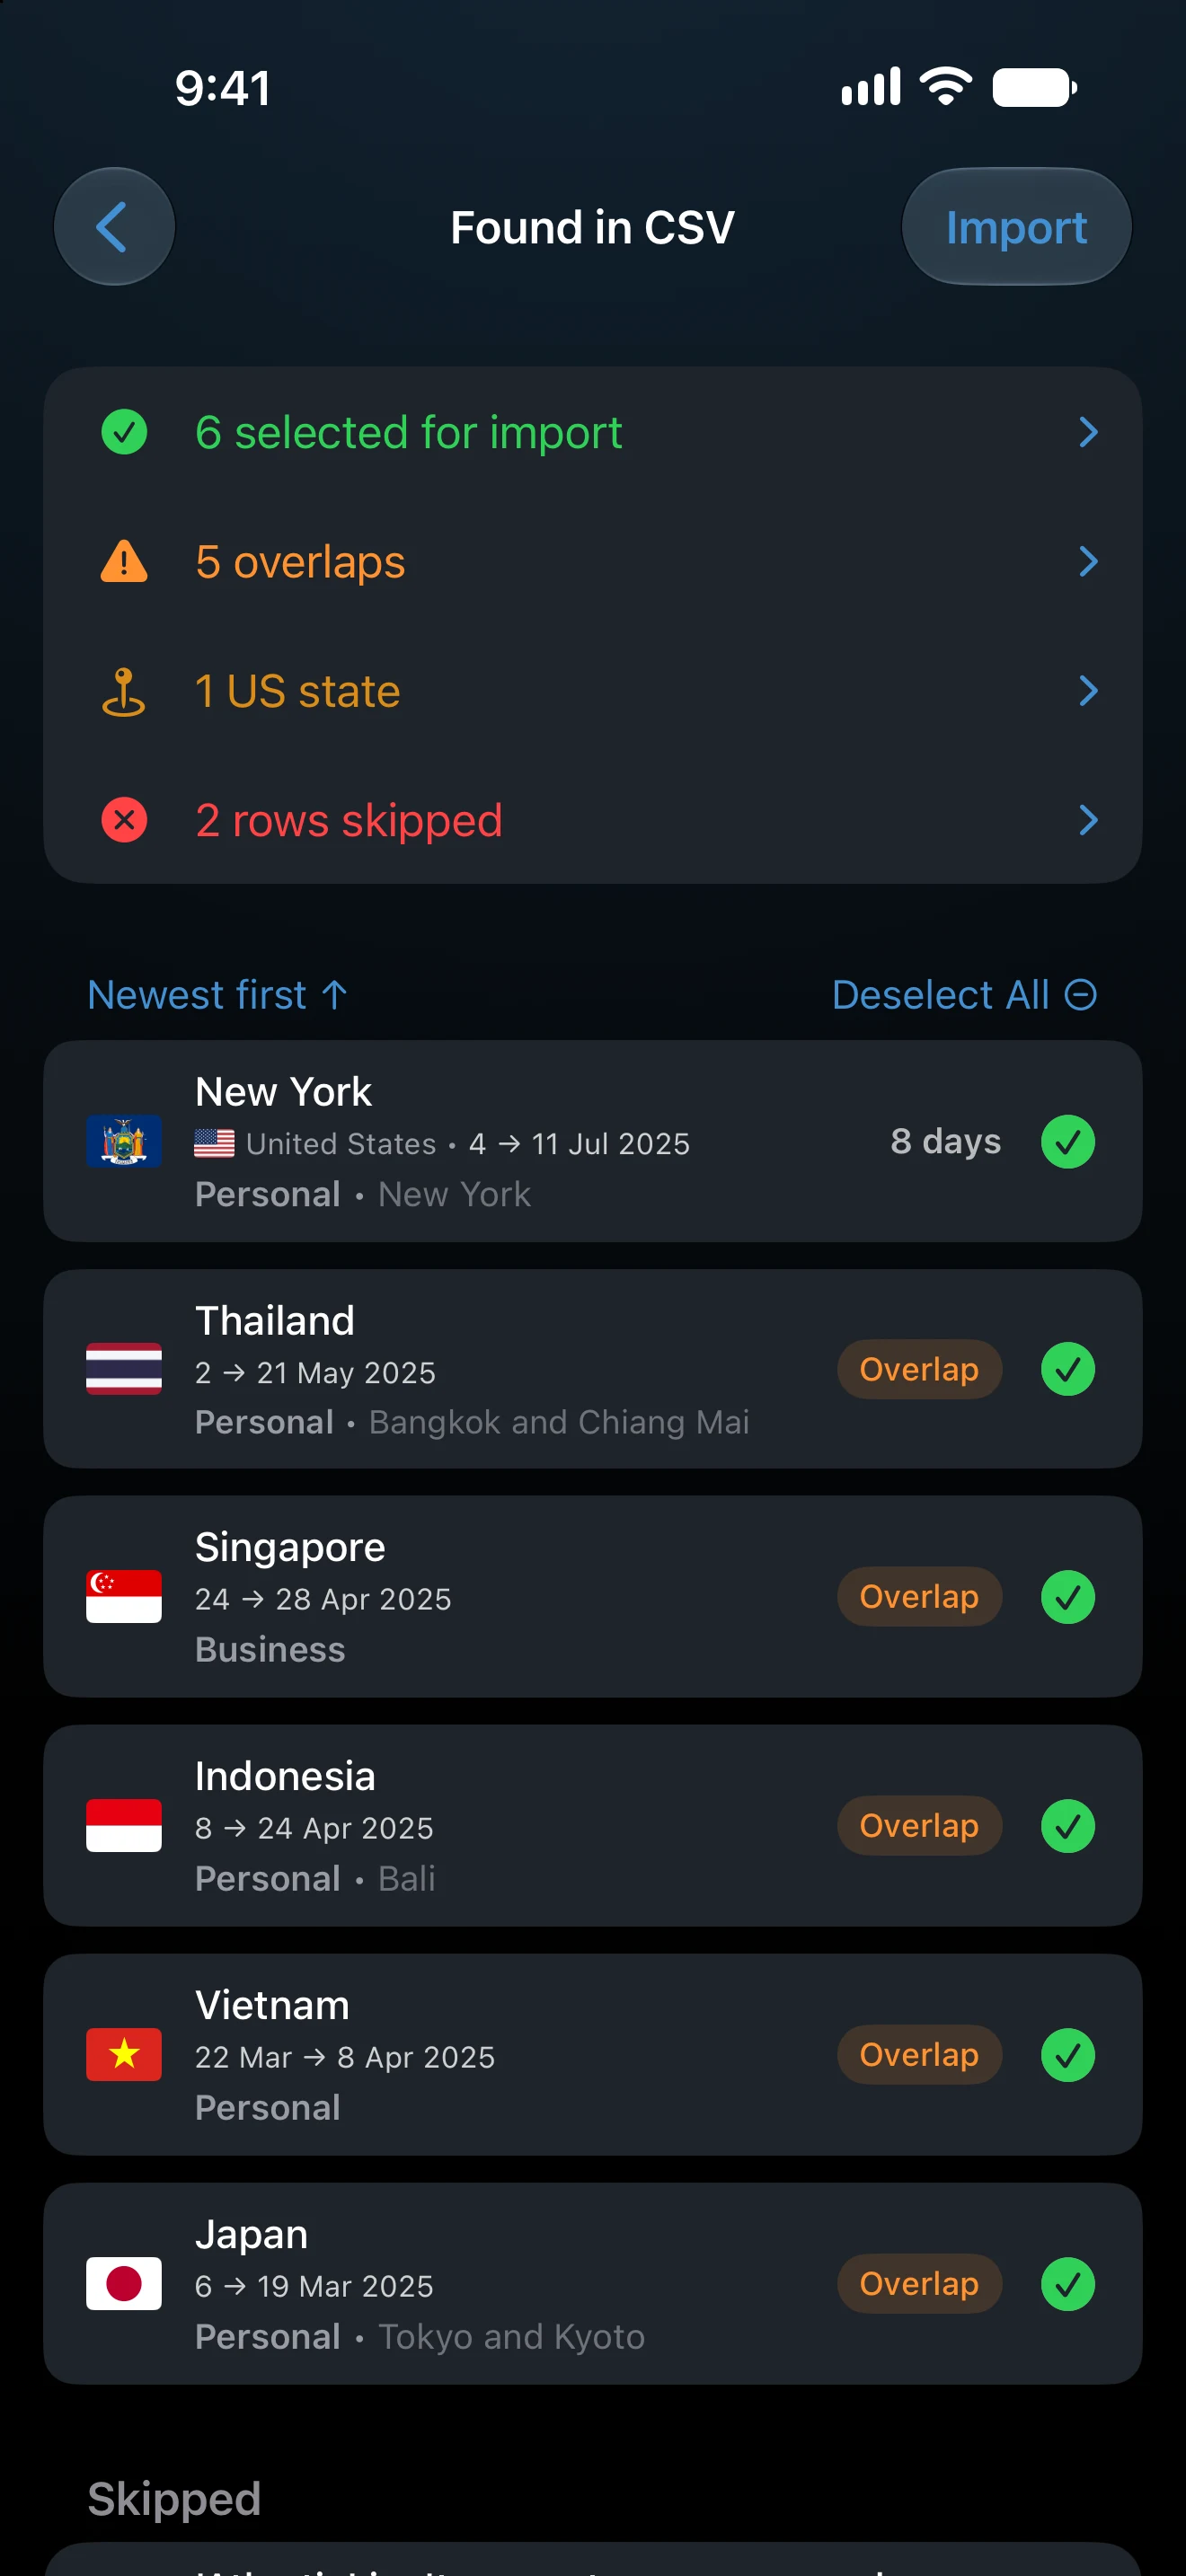 9:41
Found in CSV
Import
6 selected for import
5 overlaps
1 US state
2 rows skipped
Newest first ↑
Deselect All
New York
United States • 4 → 11 Jul 2025
8 days
Personal • New York
Thailand
2 → 21 May 2025
Overlap
Personal • Bangkok and Chiang Mai
Singapore
24 → 28 Apr 2025
Overlap
Business
Indonesia
8 → 24 Apr 2025
Overlap
Personal • Bali
Vietnam
22 Mar → 8 Apr 2025
Overlap
Personal
Japan
6 → 19 Mar 2025
Overlap
Personal • Tokyo and Kyoto
Skipped